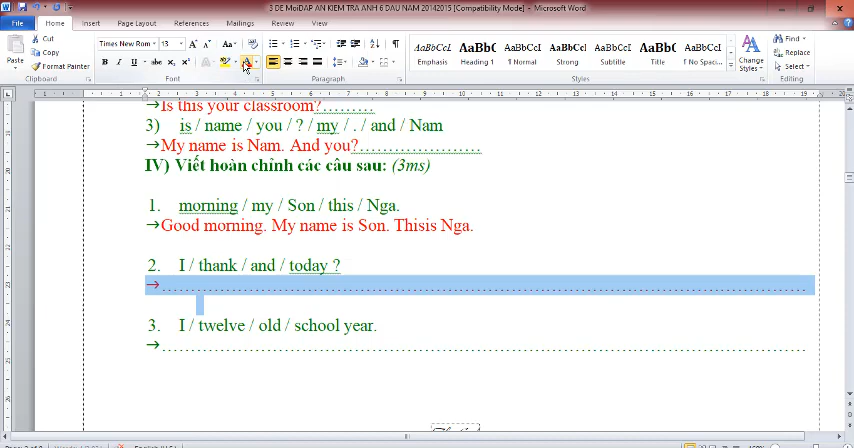 3 DE MoiDAP AN KIEM TRA ANH 6 DAU NAM 20142015 [Compatibility Mode] - Microsoft Word
File Home Insert Page Layout References Mailings Review View
Cut
Copy
Format Painter
Paste
Times New Rom 13
Clipboard Font Paragraph Styles Editing
AaBbCcI AaBbC AaBbCcI AaBbCcI AaBbCcI AaBbCcI
Emphasis Heading 1 Normal Strong Subtitle Title ¶ No Spaci...
Change Styles
Find
Replace
Select
→Is this your classroom?.........
3) is / name / you / ? / my / . / and / Nam
→My name is Nam. And you?.....................
IV) Viết hoàn chỉnh các câu sau: (3ms)
1. morning / my / Son / this / Nga.
→Good morning. My name is Son. Thisis Nga.
2. I / thank / and / today ?
→...............................................................................
3. I / twelve / old / school year.
→...............................................................................